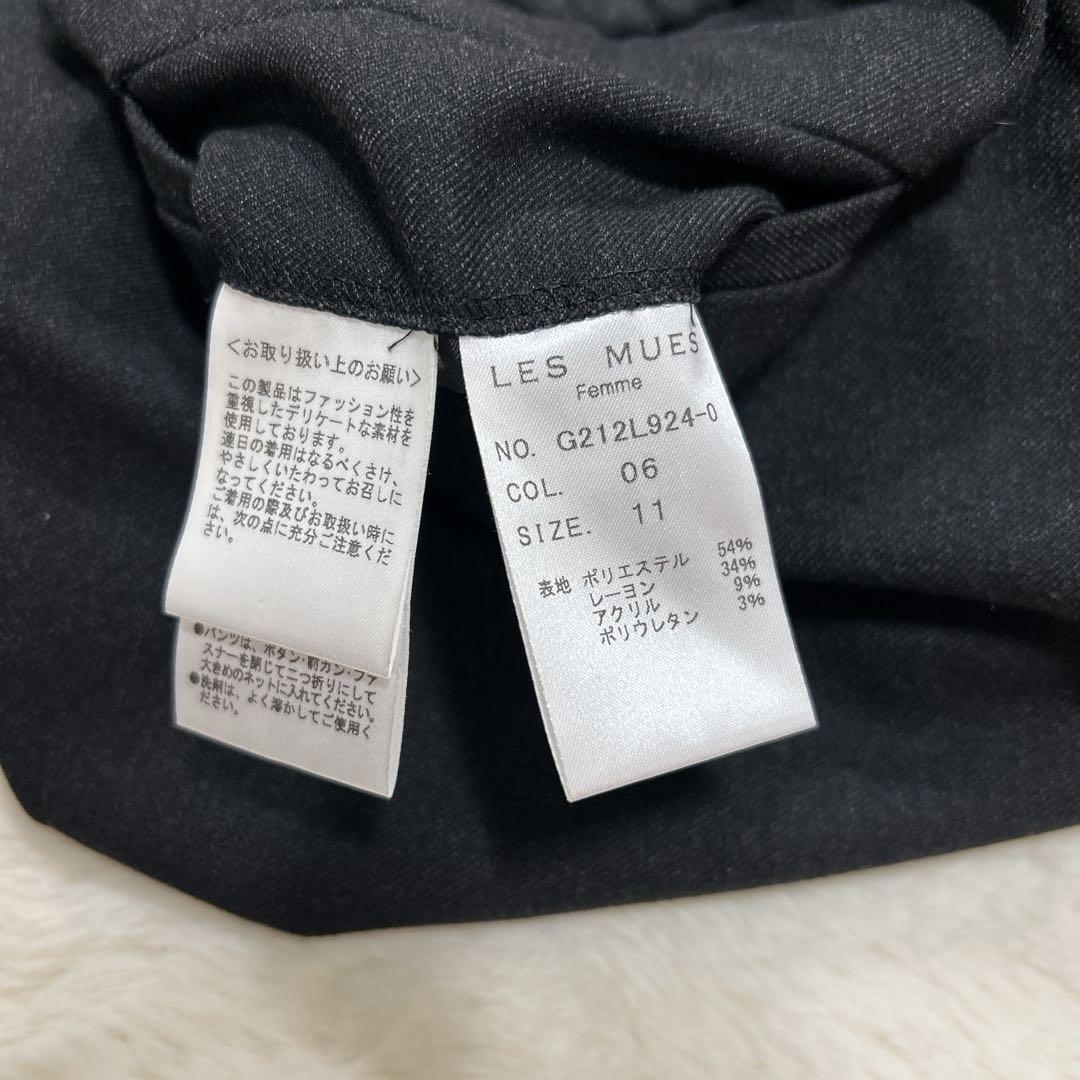 <お取り扱い上のお願い>
この製品はファッション性を
重視したデリケートな素材を
使用しております。
連日の着用はなるべくさけ、
やさしくいたわってお召しに
なってください。
ご着用の際及びお取扱い時に
は、次の点に充分ご注意くだ
さい。
●パンツは、ボタン・前カン・ファ
スナーを閉じて二つ折りにして
大きめのネットに入れてください。
●洗剤は、よく溶かしてご使用く
ださい。
LES MUES
Femme
NO. G212L924-0
COL. 06
SIZE. 11
表地 ポリエステル 54%
レーヨン 34%
アクリル 9%
ポリウレタン 3%